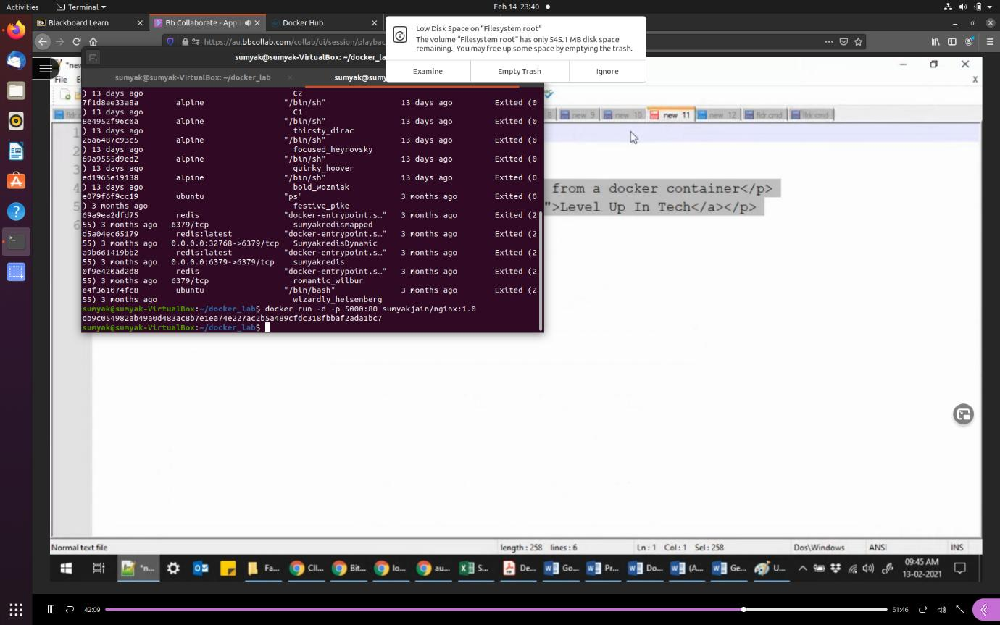 Activities
Terminal
Feb 14 23:40
Blackboard Learn
Bb Collaborate - Appli
Docker Hub
https://au.bbcollab.com/collab/ui/session/playbac
Low Disk Space on “Filesystem root”
The volume “Filesystem root” has only 545.1 MB disk space
remaining. You may free up some space by emptying the trash.
Examine
Empty Trash
Ignore
sumyak@sumyak-VirtualBox: ~/docker_la
sumyak@sumyak-VirtualBox: ~/docker_lab
sumyak@sumy
*new
File
E
fldr.c
8
new 9
new 10
new 11
new 12
fldr.cmd
fldr.cmd
) 13 days ago C2
7f1d8ae33a8a alpine "/bin/sh" 13 days ago Exited (0
) 13 days ago C1
8e4952f96c0a alpine "/bin/sh" 13 days ago Exited (0
) 13 days ago thirsty_dirac
26a6487c93c5 alpine "/bin/sh" 13 days ago Exited (0
) 13 days ago focused_heyrovsky
69a9555d9ed2 alpine "/bin/sh" 13 days ago Exited (0
) 13 days ago quirky_hoover
ed1965e19138 alpine "/bin/sh" 13 days ago Exited (0
) 13 days ago bold_wozniak
e079f6f9cc19 ubuntu "ps" 3 months ago Exited (0
) 3 months ago festive_pike
69a9ea2dfd75 redis "docker-entrypoint.s…" 3 months ago Exited (2
55) 3 months ago 6379/tcp sumyakredismapped
d5a04ec65179 redis:latest "docker-entrypoint.s…" 3 months ago Exited (2
55) 3 months ago 0.0.0.0:32768->6379/tcp SumyakredisDynamic
a9b661419bb2 redis:latest "docker-entrypoint.s…" 3 months ago Exited (2
55) 3 months ago 0.0.0.0:6379->6379/tcp sumyakredis
0f9e420ad2d8 redis "docker-entrypoint.s…" 3 months ago Exited (2
55) 3 months ago 6379/tcp romantic_wilbur
e4f361074fc8 ubuntu "/bin/bash" 3 months ago Exited (2
55) 3 months ago wizardly_heisenberg
sumyak@sumyak-VirtualBox:~/docker_lab$ docker run -d -p 5000:80 sumyakjain/nginx:1.0
db9c054982ab49a0d483ac8b7e1ea74e227ac2b5a489cfdc318fbbaf2ada1bc7
sumyak@sumyak-VirtualBox:~/docker_lab$
1
2
3
4
5
6
from a docker container</p>
">Level Up In Tech</a></p>
Normal text file
length : 258 lines : 6
Ln : 1 Col : 1 Sel : 258
Dos\Windows
ANSI
INS
*n...
Fa...
Cli...
Bit...
lo...
au...
S...
De...
Go...
Pr...
Do...
(A...
Ge...
U...
09:45 AM
13-02-2021
42:09
51:46